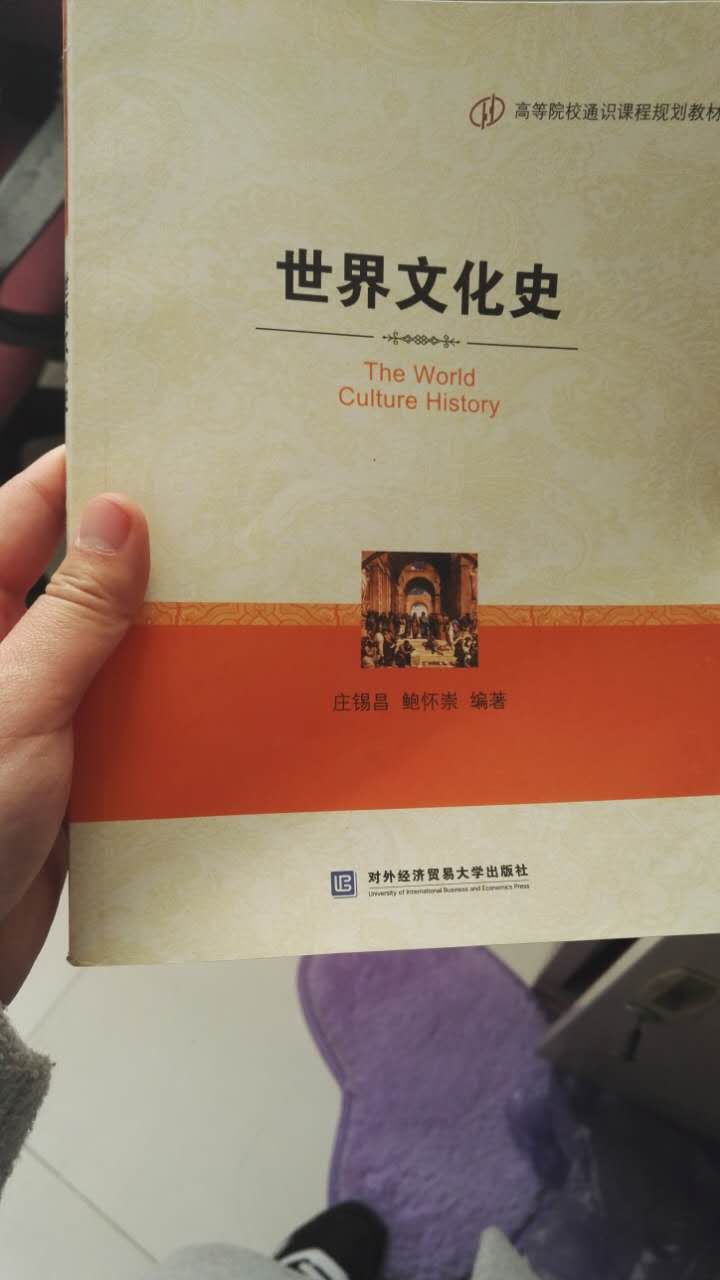 高等院校通识课程规划教材
世界文化史
The World
Culture History
庄锡昌 鲍怀崇 编著
对外经济贸易大学出版社
University of International Business and Economics Press